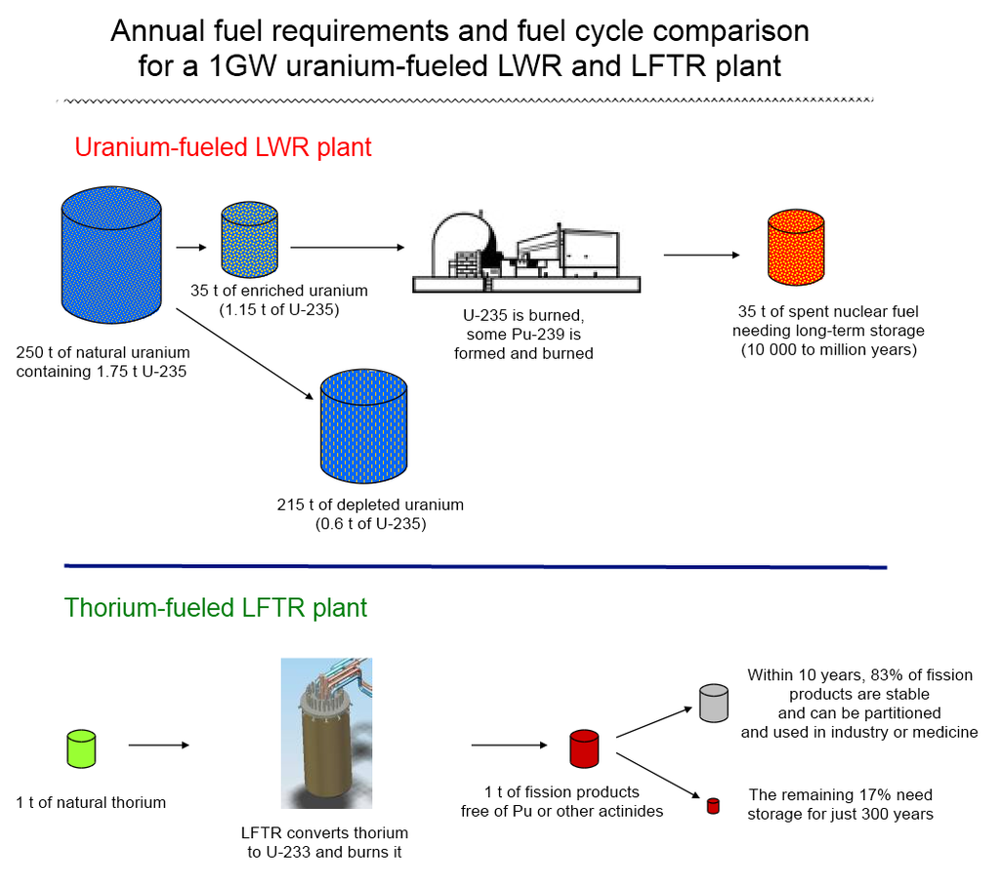 Annual fuel requirements and fuel cycle comparison
for a 1GW uranium-fueled LWR and LFTR plant
Uranium-fueled LWR plant
35 t of enriched uranium
(1.15 t of U-235)
U-235 is burned,
some Pu-239 is
formed and burned
35 t of spent nuclear fuel
needing long-term storage
(10 000 to million years)
250 t of natural uranium
containing 1.75 t U-235
215 t of depleted uranium
(0.6 t of U-235)
Thorium-fueled LFTR plant
1 t of natural thorium
LFTR converts thorium
to U-233 and burns it
1 t of fission products
free of Pu or other actinides
Within 10 years, 83% of fission
products are stable
and can be partitioned
and used in industry or medicine
The remaining 17% need
storage for just 300 years